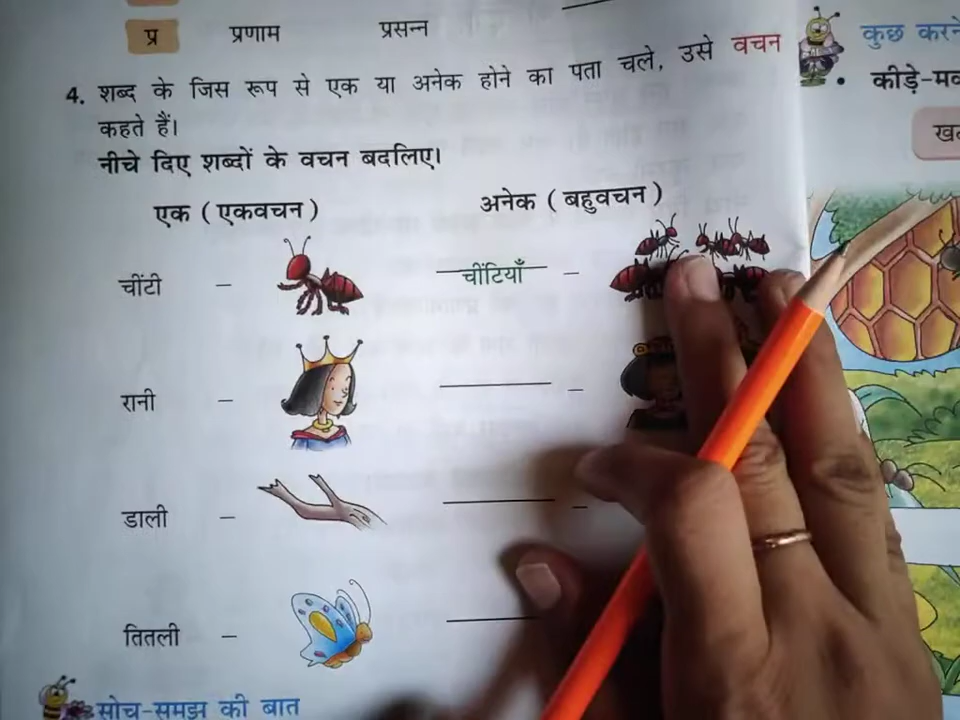 प्र प्रणाम प्रसन्न
4. शब्द के जिस रूप से एक या अनेक होने का पता चले, उसे वचन
कहते हैं।
नीचे दिए शब्दों के वचन बदलिए।
एक ( एकवचन ) अनेक ( बहुवचन )
चींटी – चींटियाँ –
रानी – –
डाली – –
तितली –
सोच-समझ की बात
कुछ करने
• कीड़े-मक